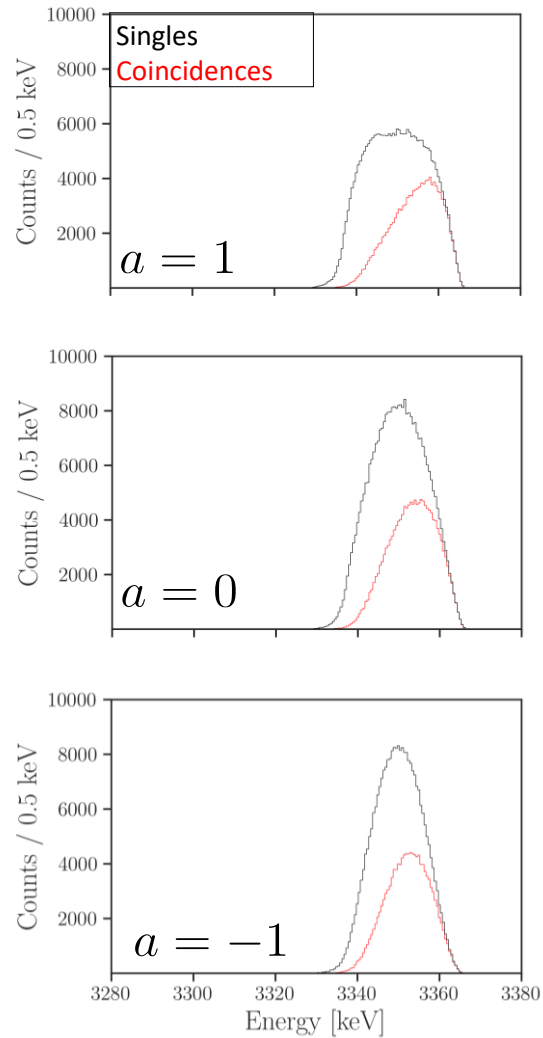 10000
8000
6000
4000
2000
Counts / 0.5 keV
Singles
Coincidences
a = 1
10000
8000
6000
4000
2000
Counts / 0.5 keV
a = 0
10000
8000
6000
4000
2000
Counts / 0.5 keV
a = −1
3280 3300 3320 3340 3360 3380
Energy [keV]